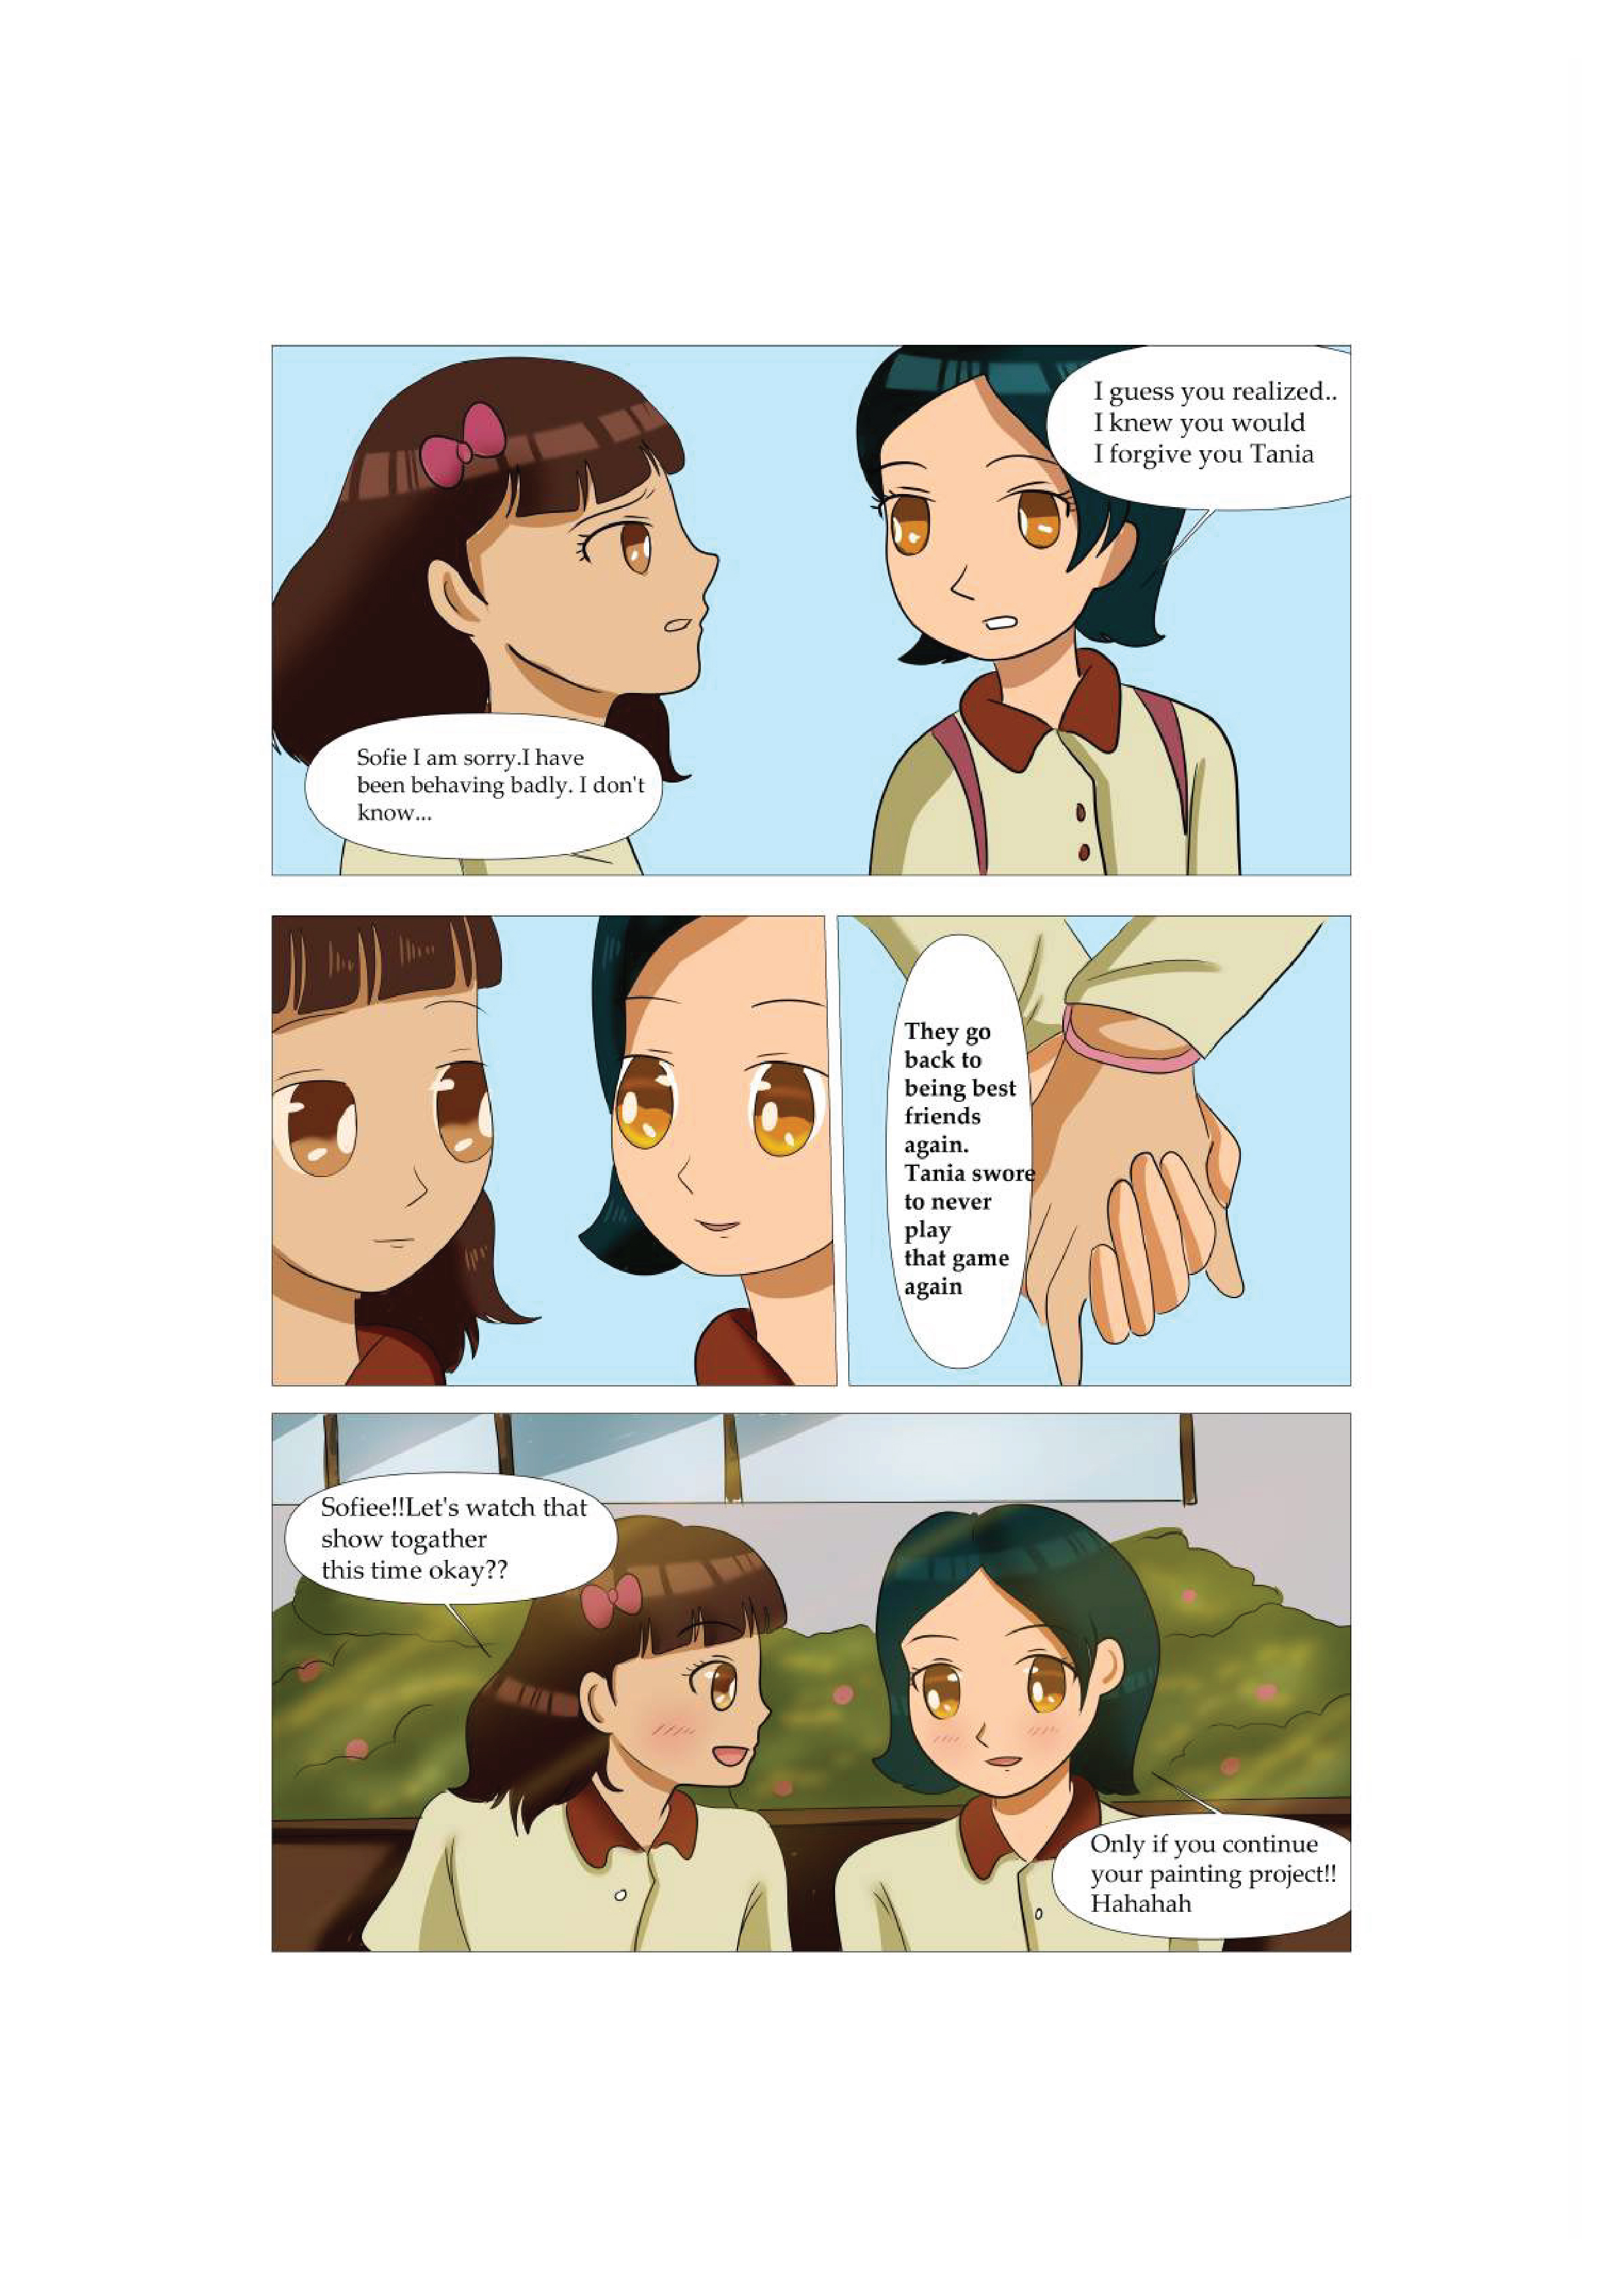 Sofie I am sorry.I have
been behaving badly. I don't
know...
I guess you realized..
I knew you would
I forgive you Tania
They go
back to
being best
friends
again.
Tania swore
to never
play
that game
again
Sofiee!!Let's watch that
show togather
this time okay??
Only if you continue
your painting project!!
Hahahah